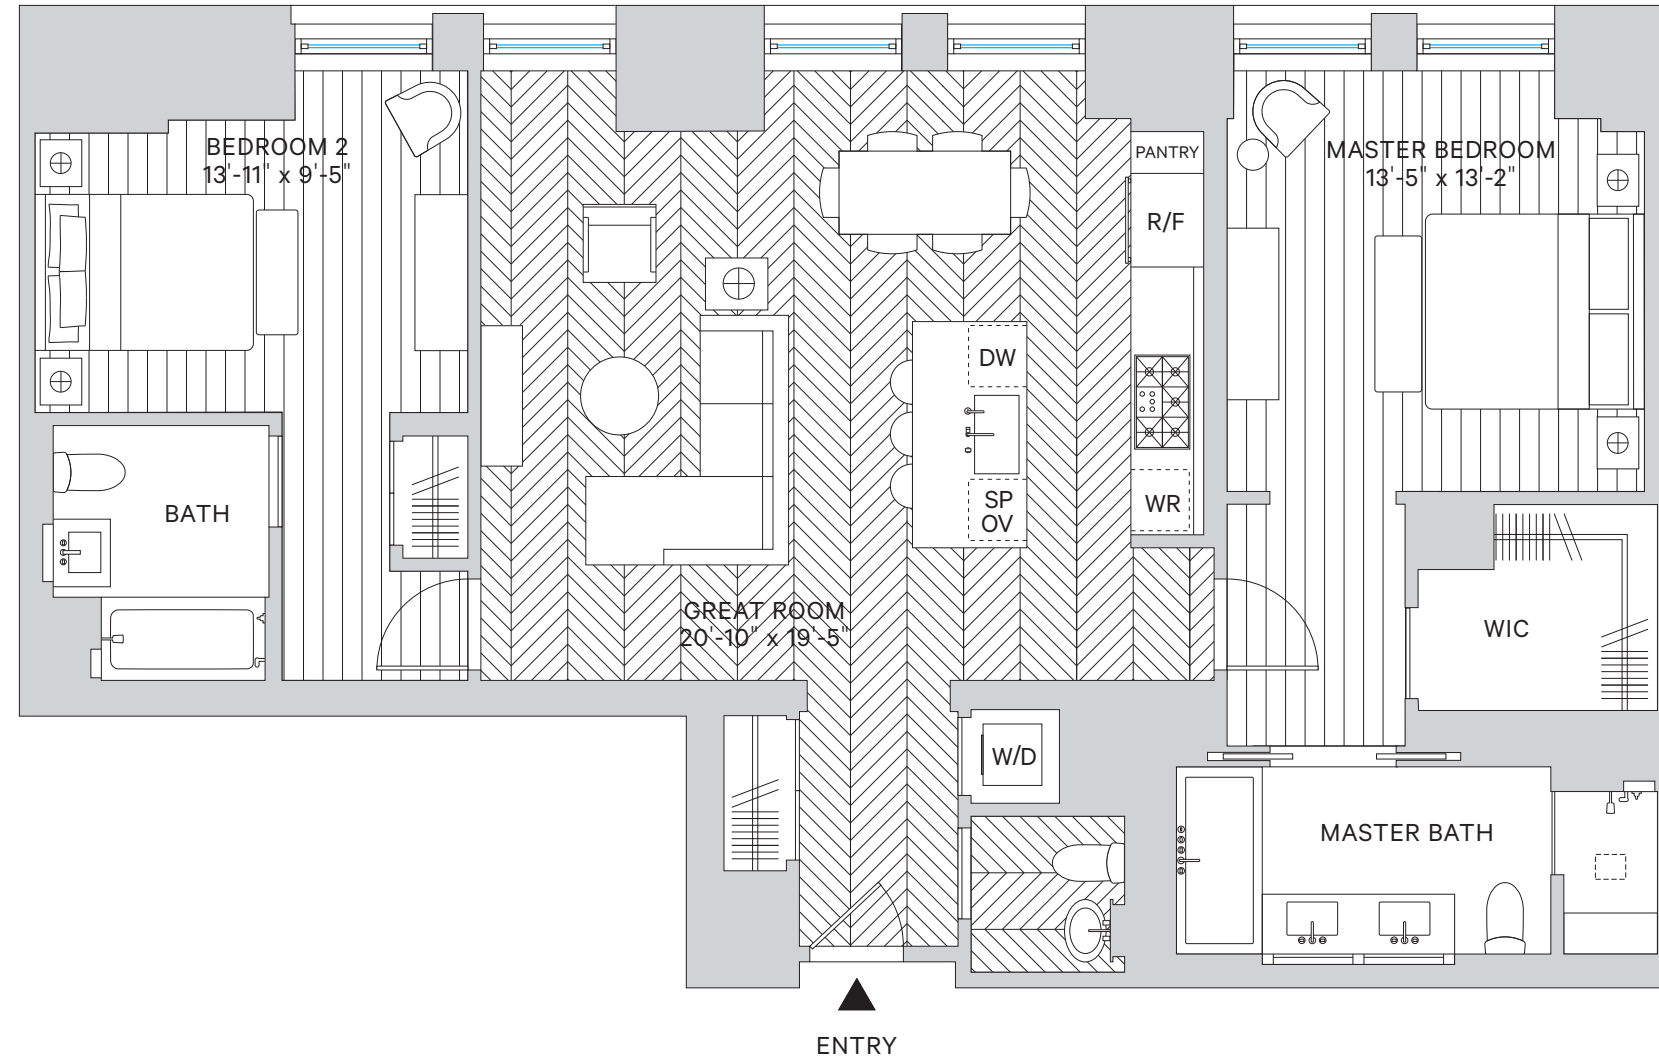 BEDROOM 2
13'-11" x 9'-5"
PANTRY
MASTER BEDROOM
13'-5" x 13'-2"
R/F
DW
SP
OV
WR
BATH
GREAT ROOM
20'-10" x 19'-5"
WIC
W/D
MASTER BATH
ENTRY